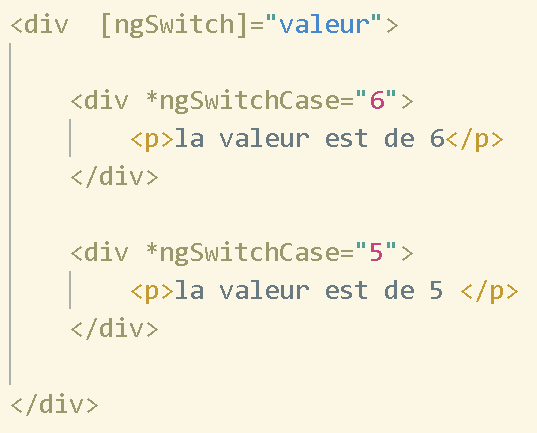 <div  [ngSwitch]="valeur">
<div *ngSwitchCase="6">
<p>la valeur est de 6</p>
</div>
<div *ngSwitchCase="5">
<p>la valeur est de 5 </p>
</div>
</div>